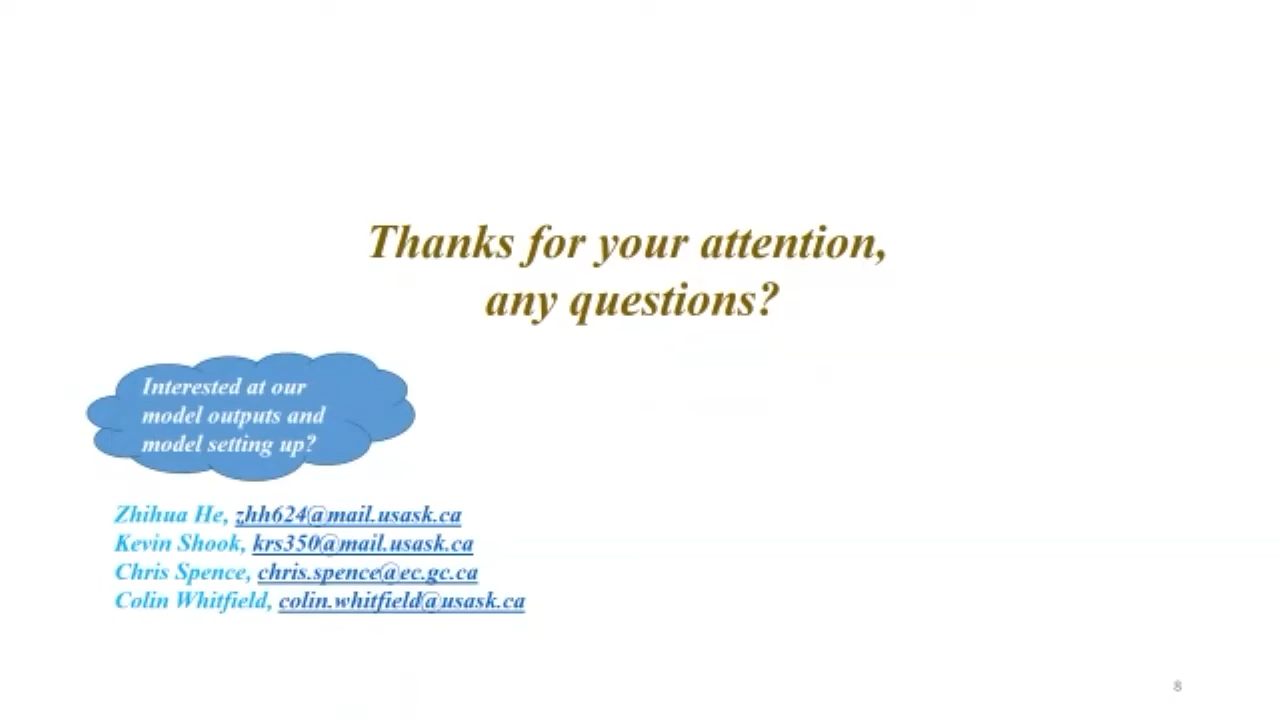 Thanks for your attention,
any questions?
Interested at our
model outputs and
model setting up?
Zhihua He, zhh624@mail.usask.ca
Kevin Shook, krs350@mail.usask.ca
Chris Spence, chris.spence@ec.gc.ca
Colin Whitfield, colin.whitfield@usask.ca
8